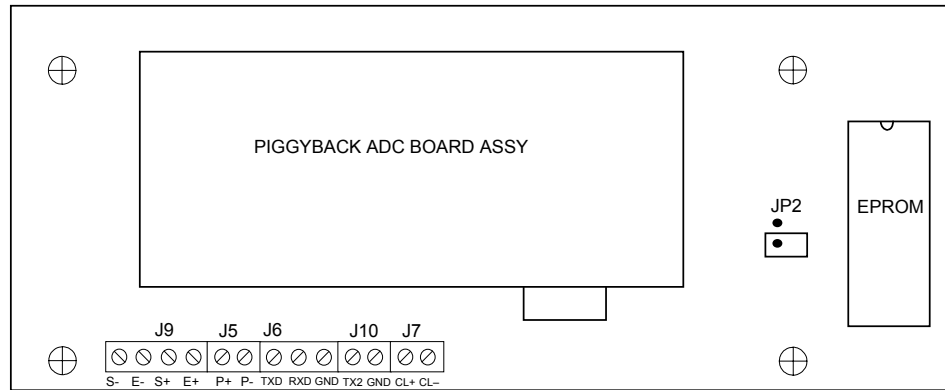 PIGGYBACK ADC BOARD ASSY
JP2
EPROM
J9 J5 J6 J10 J7
S- E- S+ E+ P+ P- TXD RXD GND TX2 GND CL+ CL–